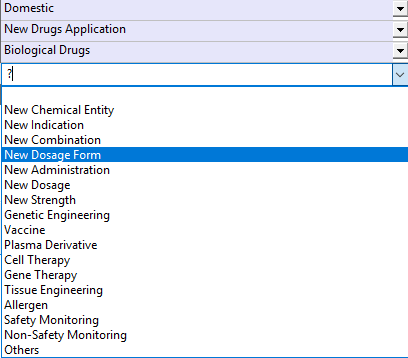 Domestic
New Drugs Application
Biological Drugs
?
New Chemical Entity
New Indication
New Combination
New Dosage Form
New Administration
New Dosage
New Strength
Genetic Engineering
Vaccine
Plasma Derivative
Cell Therapy
Gene Therapy
Tissue Engineering
Allergen
Safety Monitoring
Non-Safety Monitoring
Others